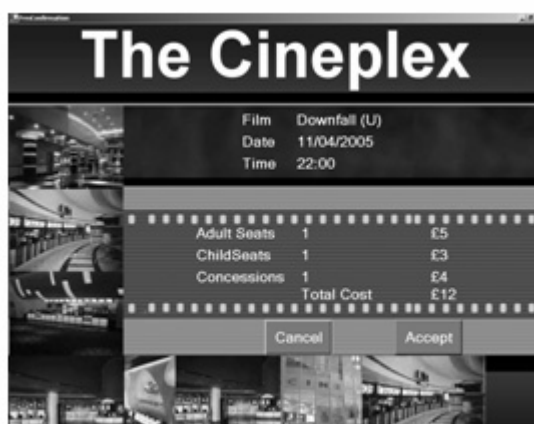 The Cineplex
Film Downfall (U)
Date 11/04/2005
Time 22:00
Adult Seats 1 £5
ChildSeats 1 £3
Concessions 1 £4
Total Cost £12
Cancel Accept